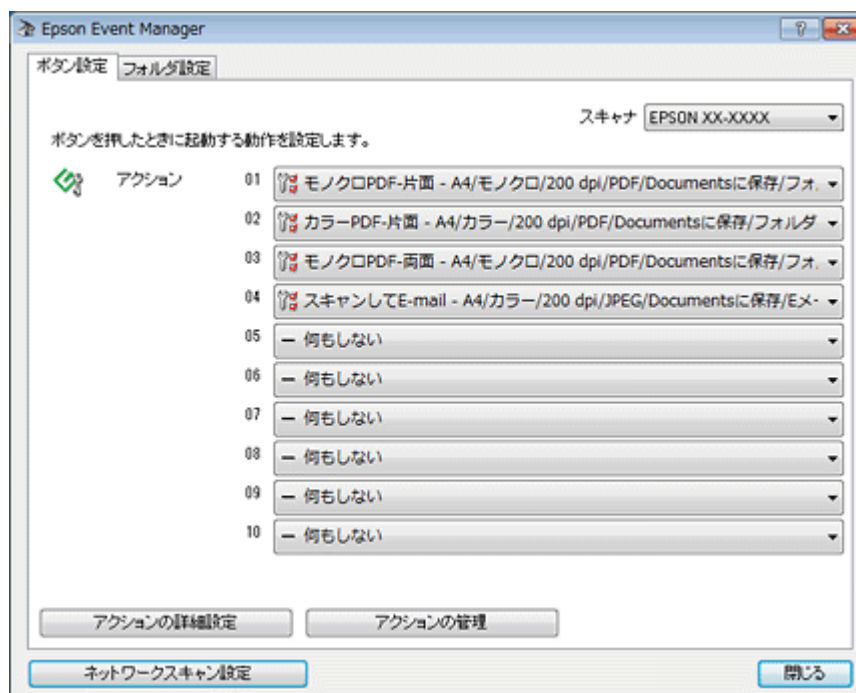 Epson Event Manager
ボタン設定 フォルダ設定
スキャナ EPSON XX-XXXX
ボタンを押したときに起動する動作を設定します。
アクション 01 モノクロPDF-片面 - A4/モノクロ/200 dpi/PDF/Documentsに保存/フォ.
02 カラーPDF-片面 - A4/カラー/200 dpi/PDF/Documentsに保存/フォルダ
03 モノクロPDF-両面 - A4/モノクロ/200 dpi/PDF/Documentsに保存/フォ.
04 スキャンしてE-mail - A4/カラー/200 dpi/JPEG/Documentsに保存/Eメ-
05 — 何もしない
06 — 何もしない
07 — 何もしない
08 — 何もしない
09 — 何もしない
10 — 何もしない
アクションの詳細設定 アクションの管理
ネットワークスキャン設定 閉じる